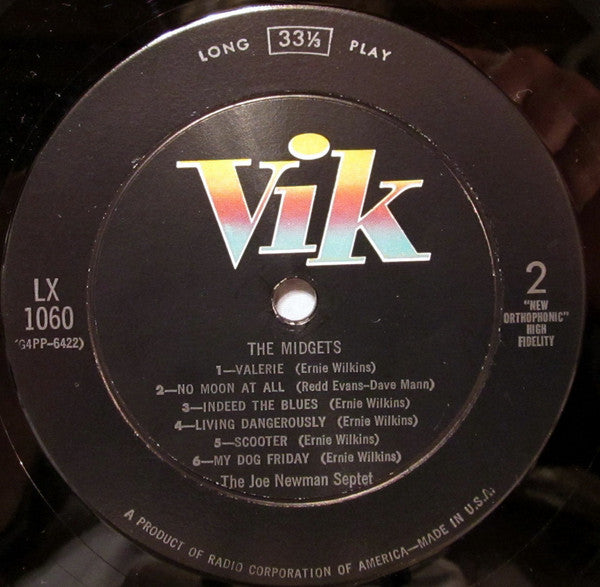 LONG 33⅓ PLAY
Vik
LX
1060
(G4PP-6422)
2
"NEW
ORTHOPHONIC"
HIGH
FIDELITY
THE MIDGETS
1—VALERIE (Ernie Wilkins)
2—NO MOON AT ALL (Redd Evans-Dave Mann)
3—INDEED THE BLUES (Ernie Wilkins)
4—LIVING DANGEROUSLY (Ernie Wilkins)
5—SCOOTER (Ernie Wilkins)
6—MY DOG FRIDAY (Ernie Wilkins)
The Joe Newman Septet
A PRODUCT OF RADIO CORPORATION OF AMERICA—MADE IN U.S.A.